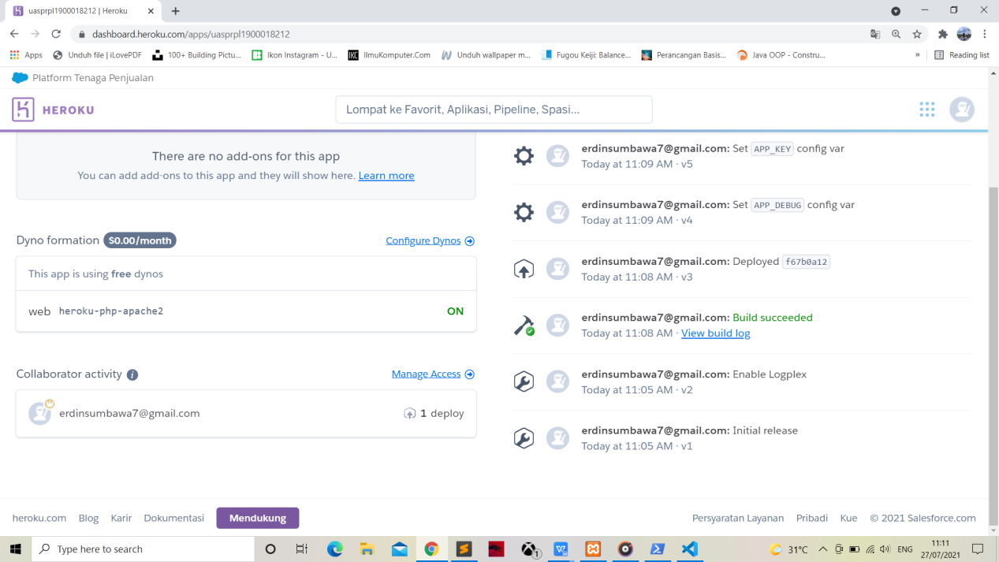 uasprpl1900018212 | Heroku
dashboard.heroku.com/apps/uasprpl1900018212
Apps
Unduh file | iLovePDF
100+ Building Pictu...
Ikon Instagram - U...
IKC
IlmuKomputer.Com
Unduh wallpaper m...
Fugou Keiji: Balance...
Perancangan Basis...
Java OOP - Constru...
»
Reading list
Platform Tenaga Penjualan
HEROKU
Lompat ke Favorit, Aplikasi, Pipeline, Spasi...
There are no add-ons for this app
You can add add-ons to this app and they will show here. Learn more
Dyno formation $0.00/month
Configure Dynos
This app is using free dynos
web heroku-php-apache2
ON
Collaborator activity
Manage Access
erdinsumbawa7@gmail.com
1 deploy
erdinsumbawa7@gmail.com: Set APP_KEY config var
Today at 11:09 AM · v5
erdinsumbawa7@gmail.com: Set APP_DEBUG config var
Today at 11:09 AM · v4
erdinsumbawa7@gmail.com: Deployed f67b0a12
Today at 11:08 AM · v3
erdinsumbawa7@gmail.com: Build succeeded
Today at 11:08 AM · View build log
erdinsumbawa7@gmail.com: Enable Logplex
Today at 11:05 AM · v2
erdinsumbawa7@gmail.com: Initial release
Today at 11:05 AM · v1
heroku.com
Blog
Karir
Dokumentasi
Mendukung
Persyaratan Layanan
Pribadi
Kue
© 2021 Salesforce.com
Type here to search
1
31°C
ENG
11:11
27/07/2021